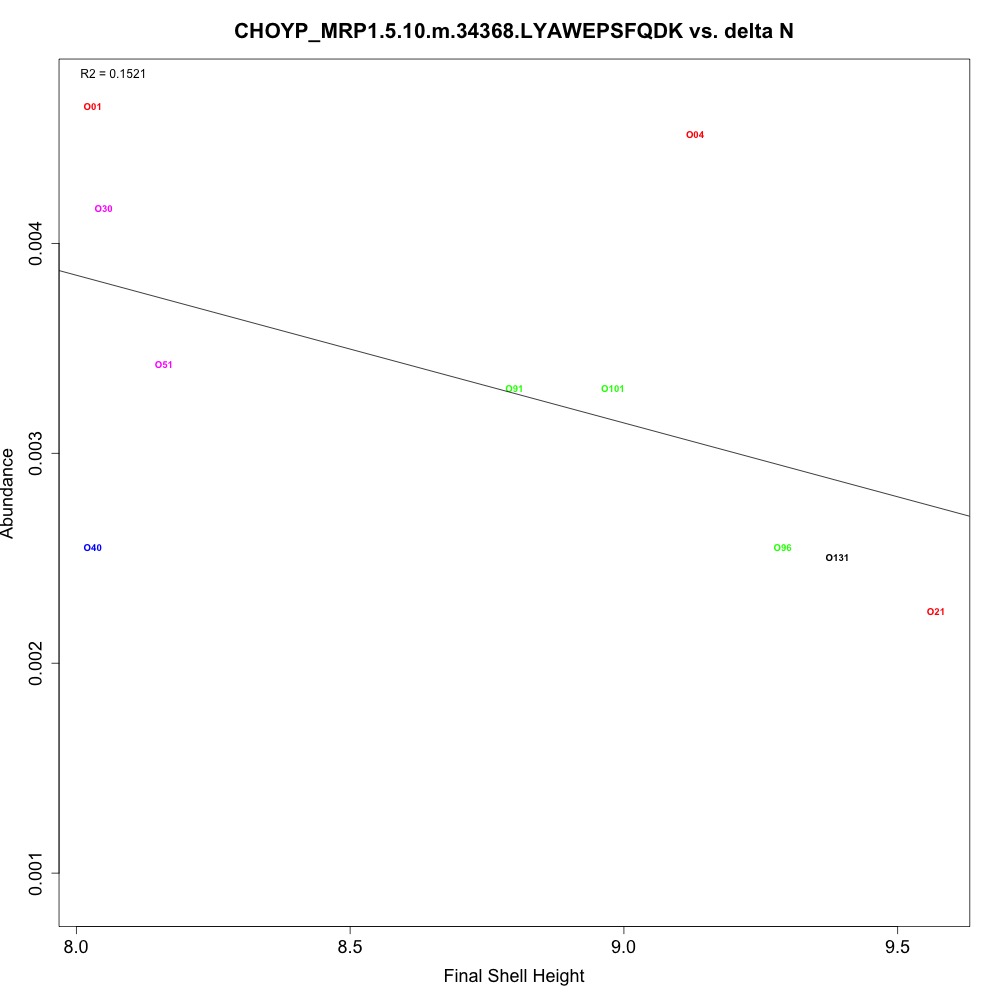 CHOYP_MRP1.5.10.m.34368.LYAWEPSFQDK vs. delta N
R2 = 0.1521
O01
O04
O30
0.004
O51
O91
O101
0.003
Abundance
O40
O96
O131
O21
0.002
0.001
8.0
8.5
9.0
9.5
Final Shell Height